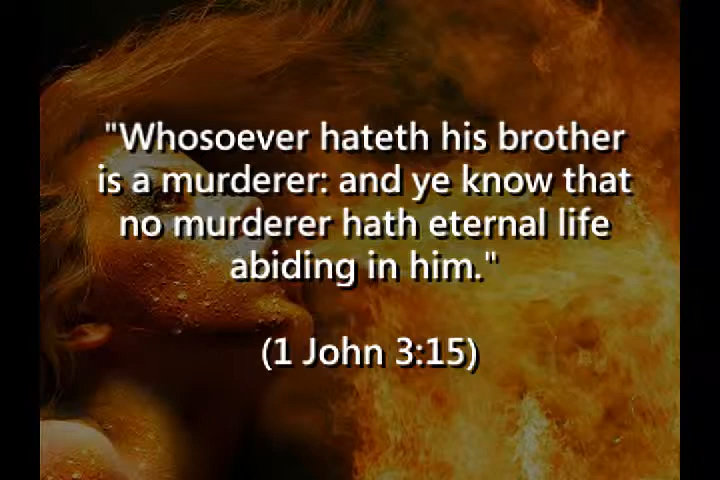 "Whosoever hateth his brother
is a murderer: and ye know that
no murderer hath eternal life
abiding in him."
(1 John 3:15)